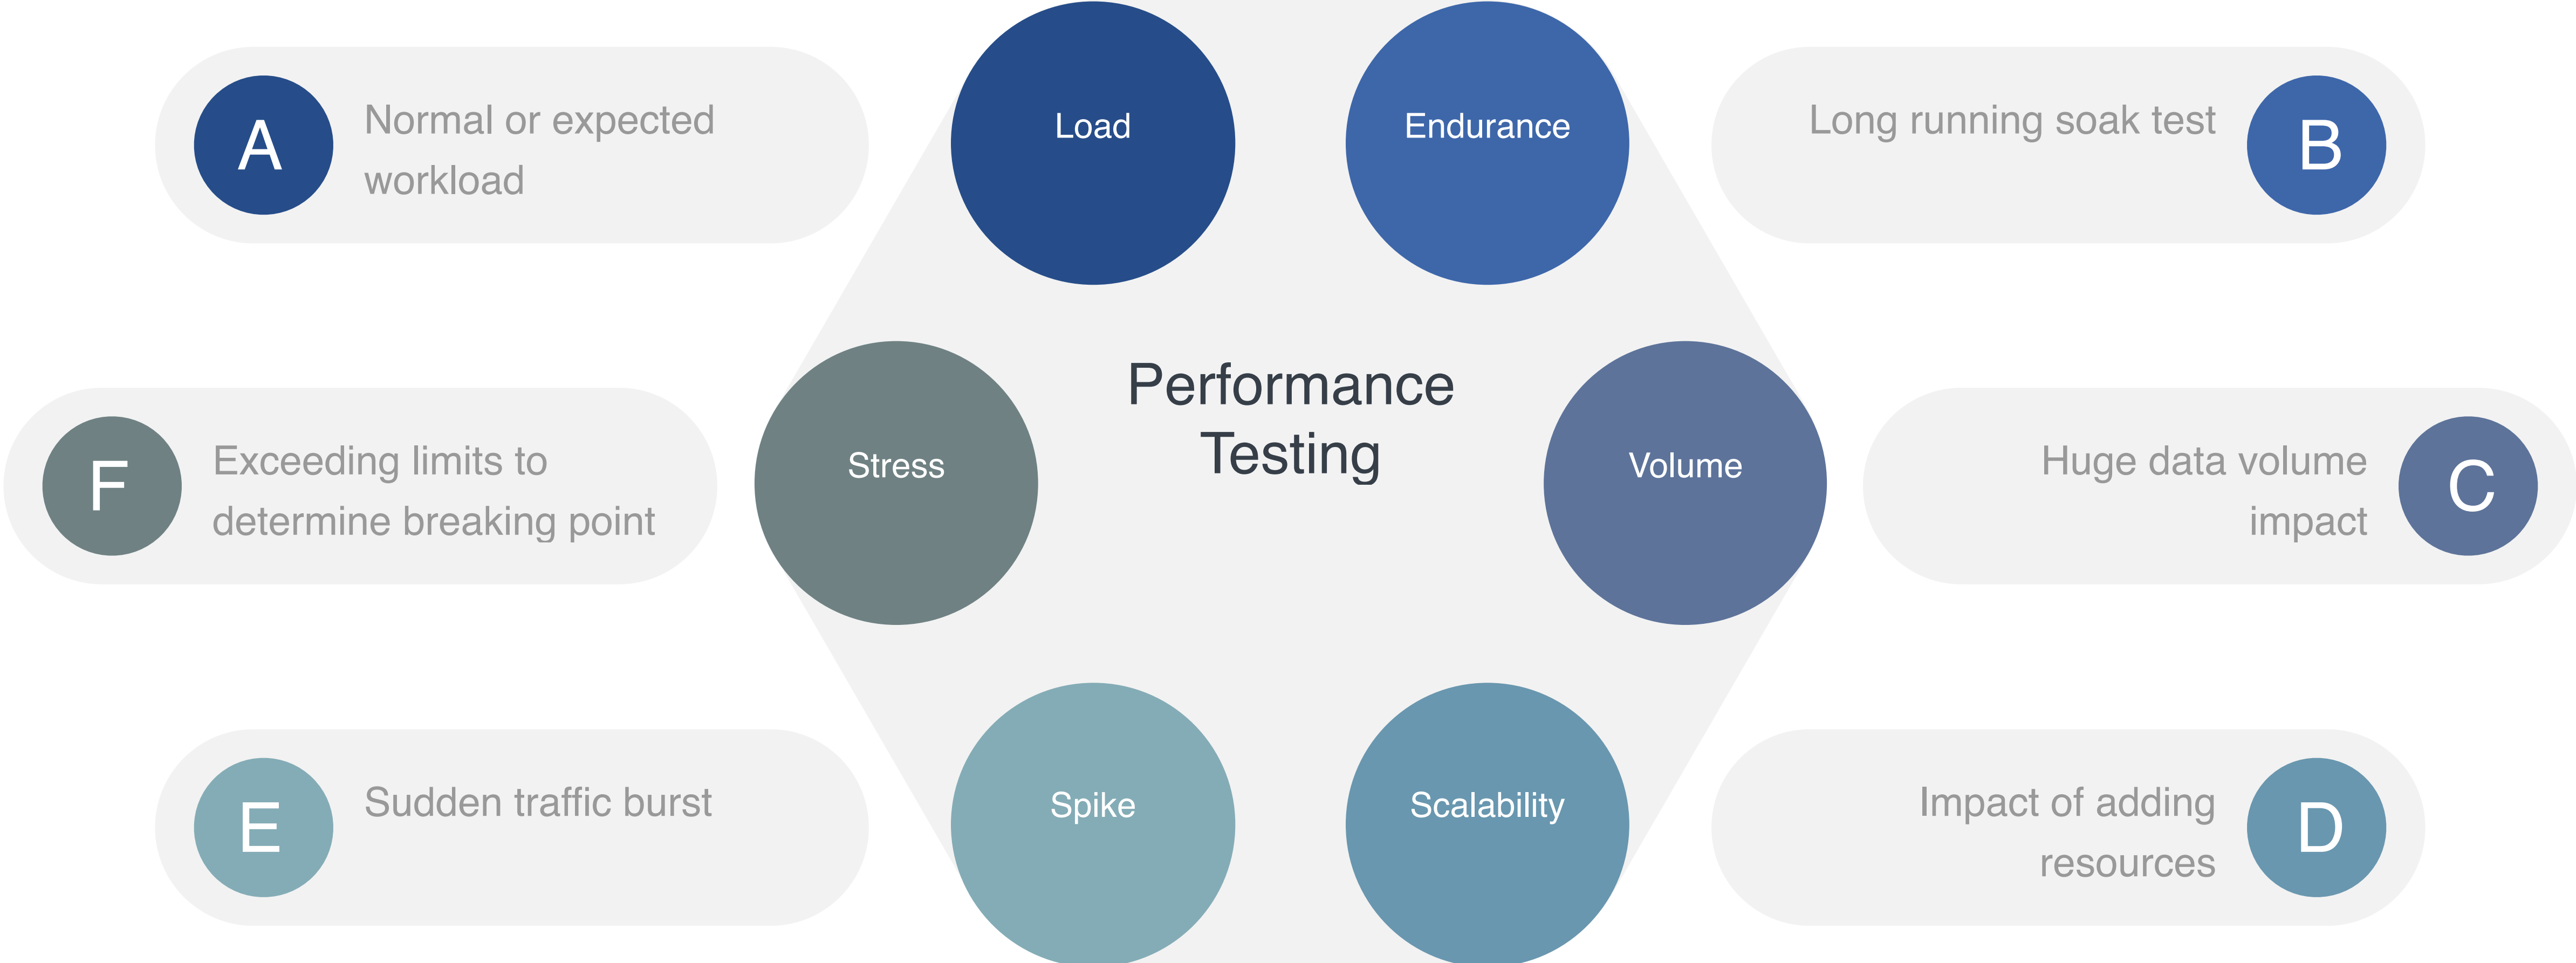 A
Normal or expected
workload
Load
Endurance
Long running soak test
B
F
Exceeding limits to
determine breaking point
Stress
Performance
Testing
Volume
Huge data volume
impact
C
E
Sudden traffic burst
Spike
Scalability
Impact of adding
resources
D